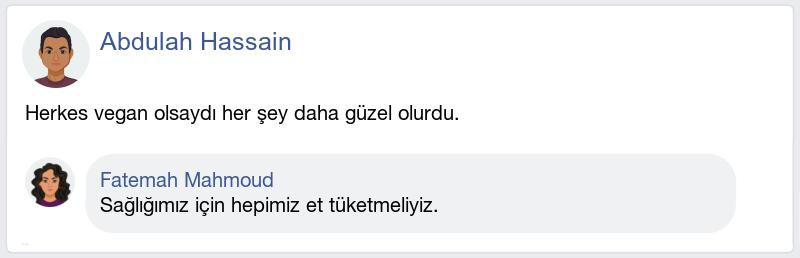 Abdulah Hassain
Herkes vegan olsaydı her şey daha güzel olurdu.
Fatemah Mahmoud
Sağlığımız için hepimiz et tüketmeliyiz.